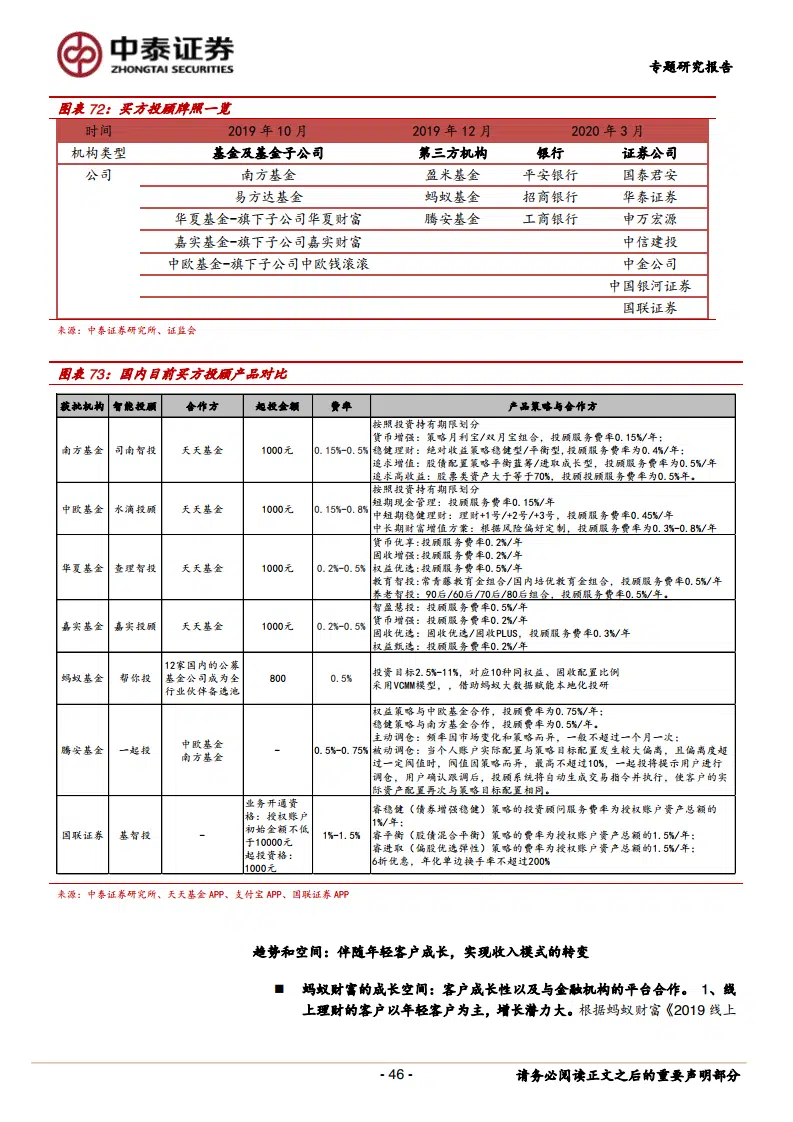 中泰证券
ZHONGTAI SECURITIES
专题研究报告
图表 72：买方投顾牌照一览
时间 2019 年 10 月 2019 年 12 月 2020 年 3 月
机构类型 基金及基金子公司 第三方机构 银行 证券公司
公司 南方基金 盈米基金 平安银行 国泰君安
易方达基金 蚂蚁基金 招商银行 华泰证券
华夏基金-旗下子公司华夏财富 腾安基金 工商银行 申万宏源
嘉实基金-旗下子公司嘉实财富 中信建投
中欧基金-旗下子公司中欧钱滚滚 中金公司
中国银河证券
国联证券
来源：中泰证券研究所、证监会
图表 73：国内目前买方投顾产品对比
获批机构 智能投顾 合作方 起投金额 费率 产品策略与合作方
南方基金 司南智投 天天基金 1000元 0.15%-0.5%
按照投资持有期限划分
货币增强：策略月利宝/双月宝组合，投顾服务费率0.15%/年；
稳健理财：绝对收益策略稳健型/平衡型,投顾服务费率为0.4%/年；
追求增值：股债配置策略平衡蓝筹/进取成长型，投顾服务费率为0.5%/年
追求高收益：股票类资产大于等于70%，投顾投顾服务费率为0.5%年。
中欧基金 水滴投顾 天天基金 1000元 0.15%-0.8%
按照投资持有期限划分
短期现金管理：投顾服务费率0.15%/年
中短期稳健理财：理财+1号/+2号/+3号，投顾服务费率0.45%/年
中长期财富增值方案：根据风险偏好定制，投顾服务费率为0.3%-0.8%/年
华夏基金 查理智投 天天基金 1000元 0.2%-0.5%
货币优享:投顾服务费率0.2%/年
固收增强:投顾服务费率0.2%/年
权益优选:投顾服务费率0.5%/年
教育智投:常青藤教育金组合/国内培优教育金组合，投顾服务费率0.5%/年
养老智投：90后/60后/70后/80后组合，投顾服务费率0.5%/年。
嘉实基金 嘉实投顾 天天基金 1000元 0.2%-0.5%
智盈慧投：投顾服务费率0.5%/年
货币增强：投顾服务费率0.2%/年
固收优选：固收优选/固收PLUS，投顾服务费率0.3%/年
权益甄选：投顾服务费率0.2%/年
蚂蚁基金 帮你投 12家国内的公募 800 0.5%
基金公司成为全
行业伙伴备选池
投资目标2.5%-11%，对应10种同权益、固收配置比例
采用VCMM模型，，借助蚂蚁大数据赋能本地化投研
腾安基金 一起投 中欧基金 - 0.5%-0.75%
南方基金
权益策略与中欧基金合作，投顾费率为0.75%/年；
稳健策略与南方基金合作，投顾费率为0.5%/年。
主动调仓：频率因市场变化和策略而异，一般不超过一个月一次；
被动调仓：当个人账户实际配置与策略目标配置发生较大偏离，且偏离度超
过一定阀值时，阀值因策略而异，最高不超过10%，一起投将提示用户进行
调仓，用户确认跟调后，投顾系统将自动生成交易指令并执行，使客户的实
际资产配置再次与策略目标配置相同。
国联证券 基智投 - 1%-1.5%
业务开通资
格：授权账户
初始金额不低
于10000元
起投资格：
1000元
睿稳健（债券增强稳健）策略的投资顾问服务费率为授权账户资产总额的
1%/年；
睿平衡（股债混合平衡）策略的费率为授权账户资产总额的1.5%/年；
睿进取（偏股优选弹性）策略的费率为授权账户资产总额的1.5%/年；
6折优惠，年化单边换手率不超过200%
来源：中泰证券研究所、天天基金 APP、支付宝 APP、国联证券 APP
趋势和空间：伴随年轻客户成长，实现收入模式的转变
■ 蚂蚁财富的成长空间：客户成长性以及与金融机构的平台合作。 1、线
上理财的客户以年轻客户为主，增长潜力大。根据蚂蚁财富《2019 线上
- 46 -
请务必阅读正文之后的重要声明部分